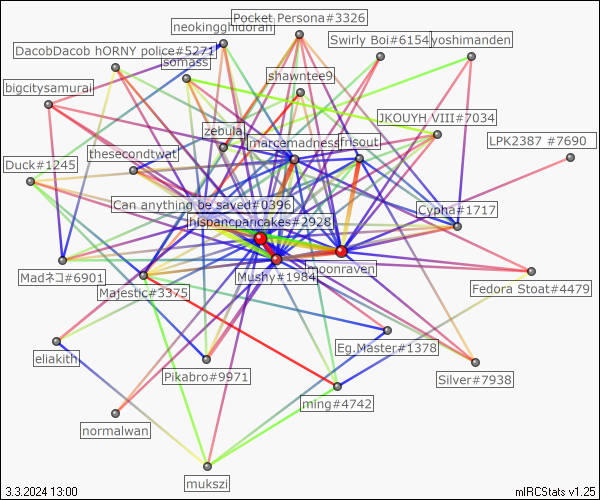 Pocket Persona#3326
neokingghidorah
Swirly Boi#6154
yoshimanden
DacobDacob hORNY police#5271
somass
shawntee9
bigcitysamurai
JKOUYH VIII#7034
zebula
marcemadness
frisout
LPK2387 #7690
thesecondtwat
Duck#1245
Can anything be saved#0396
Cypha#1717
hispancpancakes#2928
Madネコ#6901
Mushy#1984
moonraven
Majestic#3375
Fedora Stoat#4479
eliakith
Eg.Master#1378
Pikabro#9971
Silver#7938
ming#4742
normalwan
mukszi
3.3.2024 13:00
mIRCStats v1.25